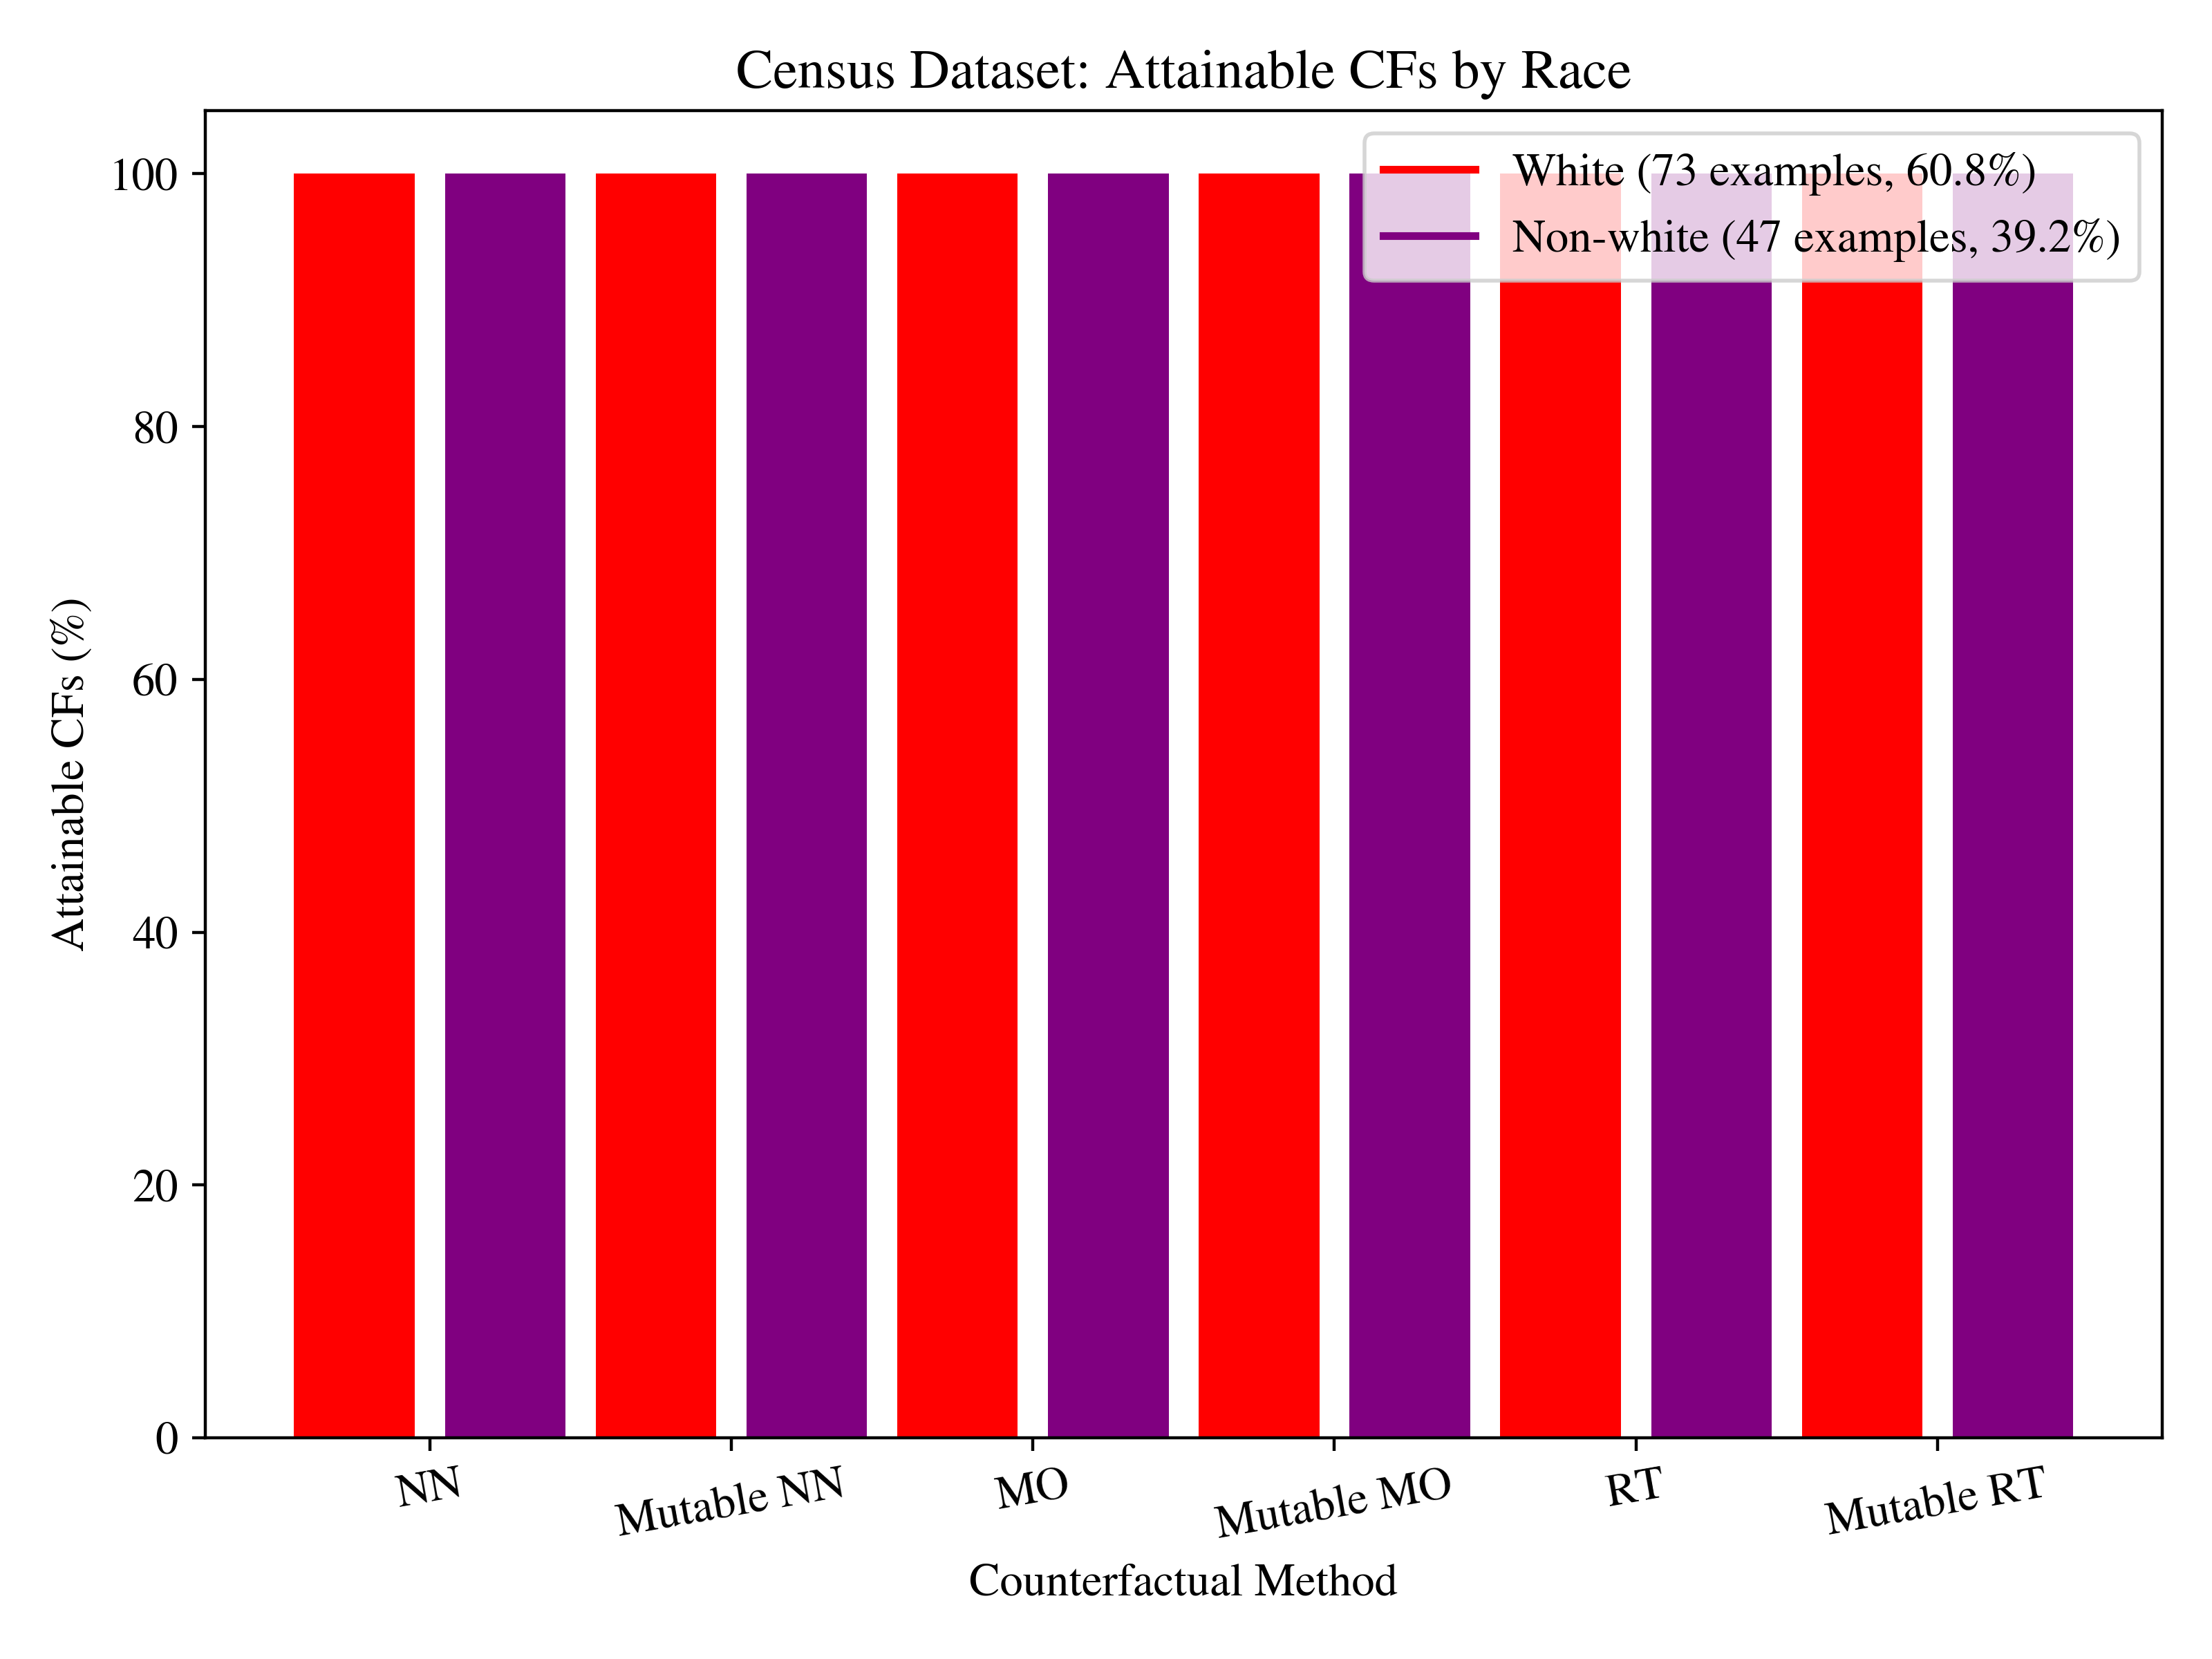 Census Dataset: Attainable CFs by Race
White (73 examples, 60.8%)
Non-white (47 examples, 39.2%)
Attainable CFs (%)
100
80
60
40
20
0
NN
Mutable NN
MO
Mutable MO
RT
Mutable RT
Counterfactual Method